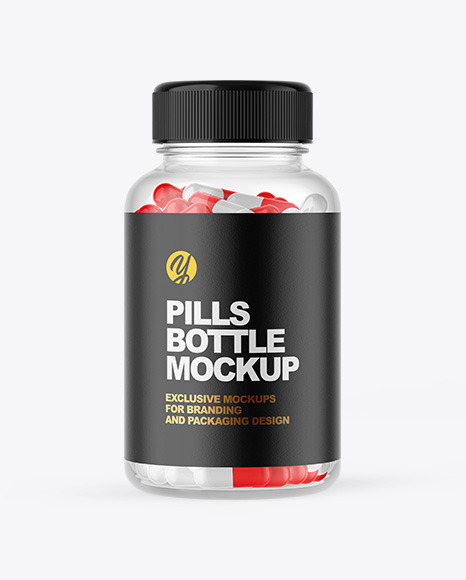 Y
PILLS
BOTTLE
MOCKUP
EXCLUSIVE MOCKUPS
FOR BRANDING
AND PACKAGING DESIGN